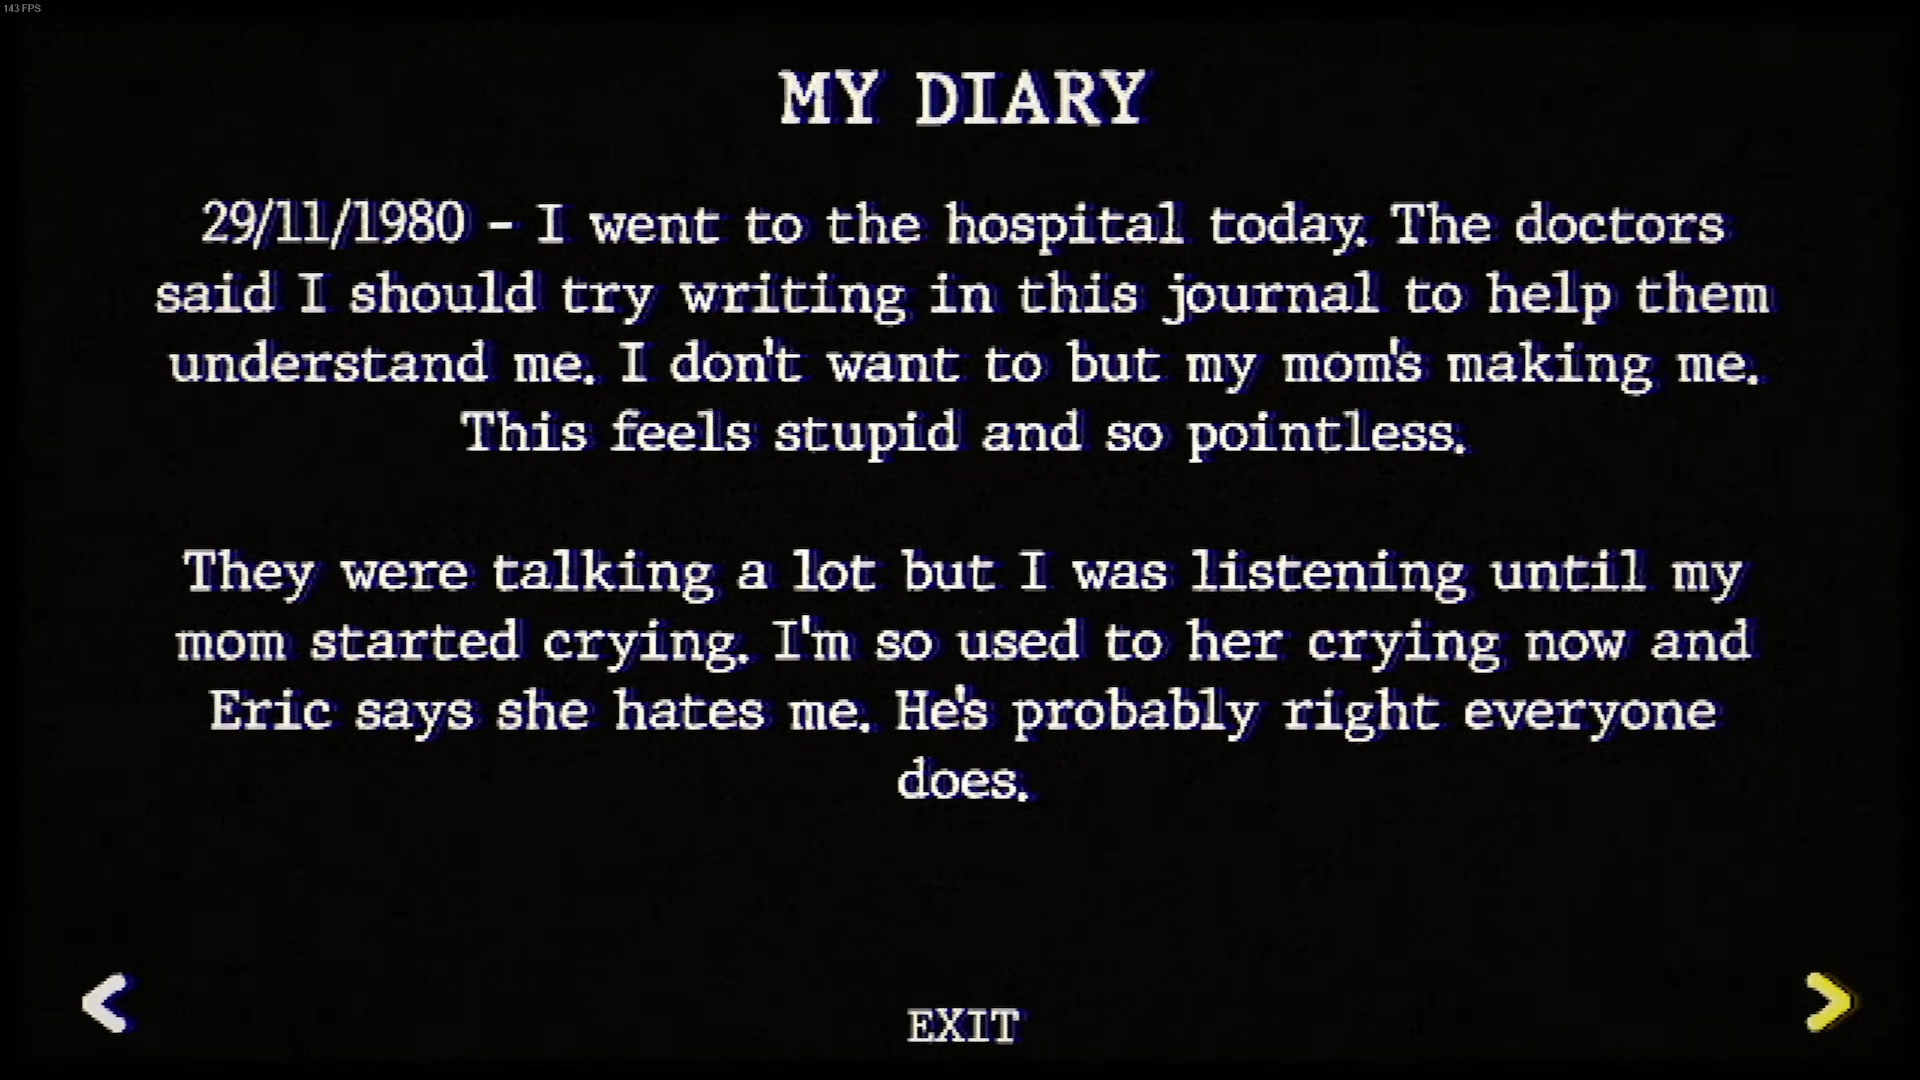 143 FPS
MY DIARY
29/11/1980 - I went to the hospital today. The doctors
said I should try writing in this journal to help them
understand me. I don't want to but my mom's making me.
This feels stupid and so pointless.
They were talking a lot but I was listening until my
mom started crying. I'm so used to her crying now and
Eric says she hates me. He's probably right everyone
does.
< EXIT >